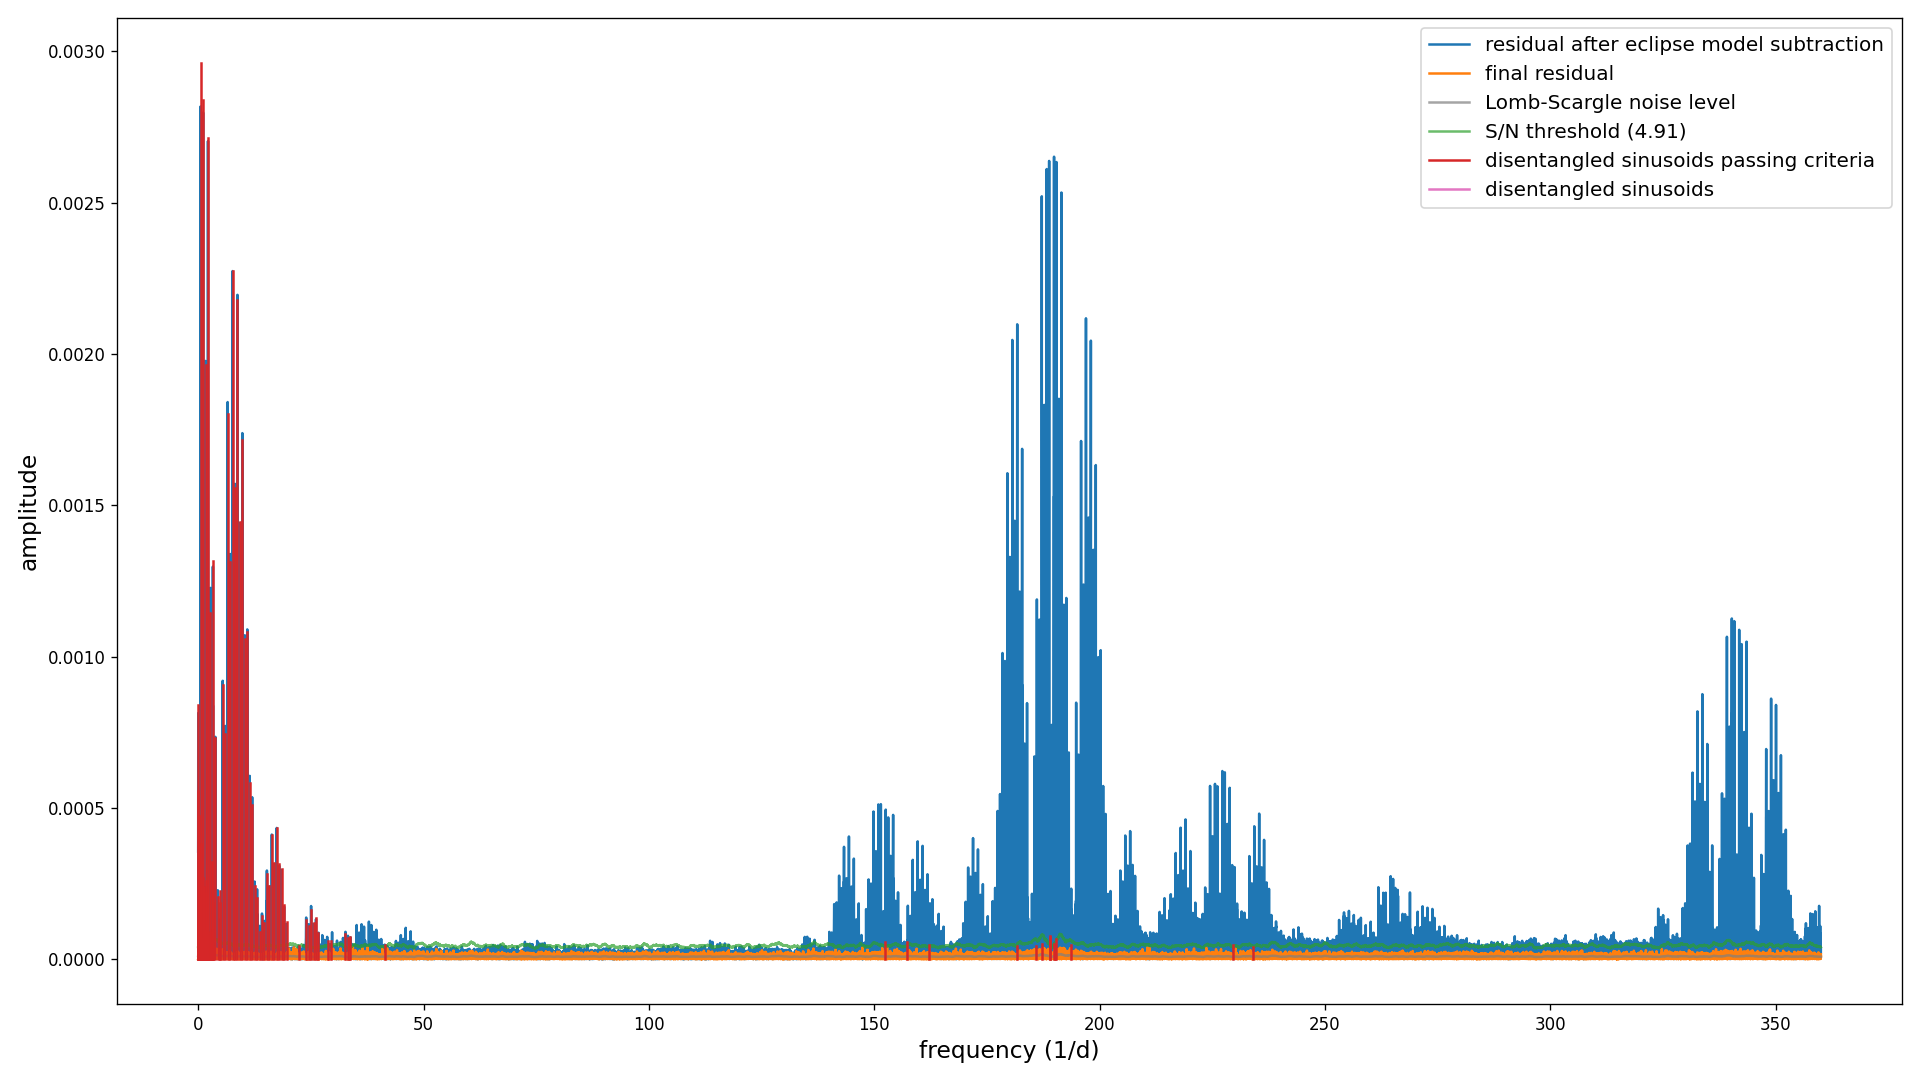 residual after eclipse model subtraction
final residual
Lomb-Scargle noise level
S/N threshold (4.91)
disentangled sinusoids passing criteria
disentangled sinusoids
amplitude
0.0030
0.0025
0.0020
0.0015
0.0010
0.0005
0.0000
0 50 100 150 200 250 300 350
frequency (1/d)